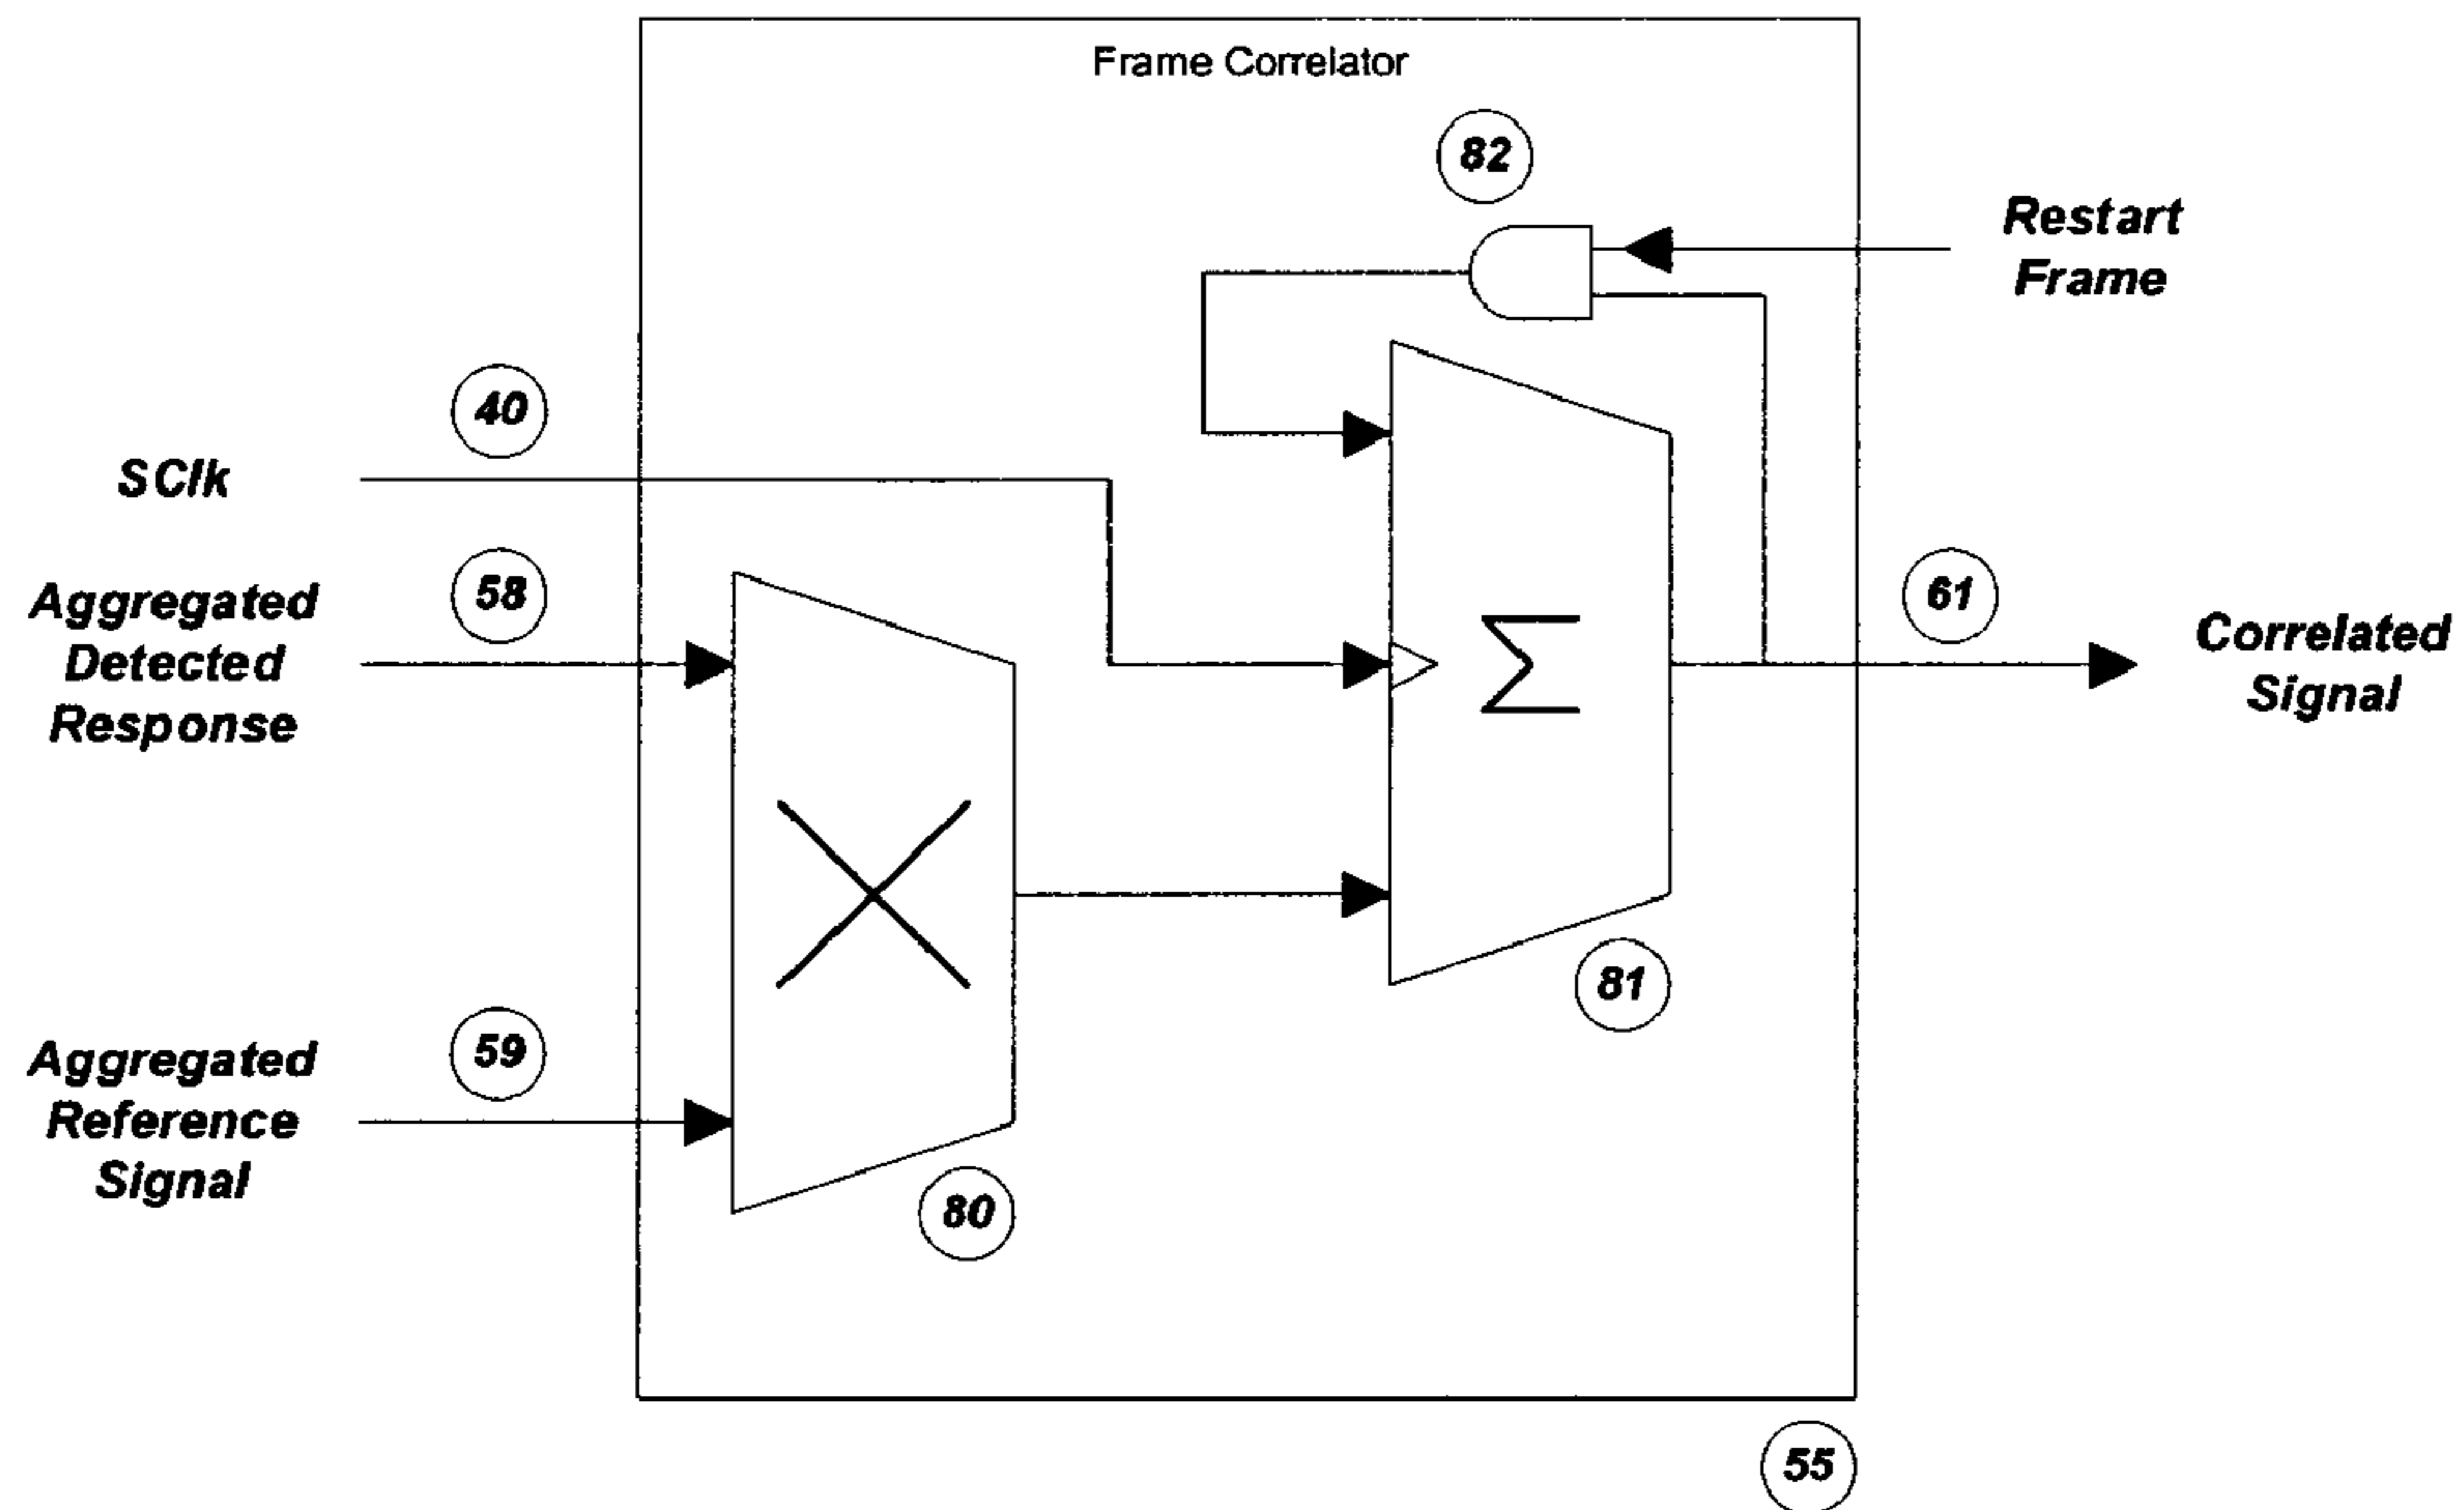 Frame Correlator
82
Restart
Frame
40
SClk
58
Aggregated
Detected
Response
61
Correlated
Signal
Σ
81
59
Aggregated
Reference
Signal
80
55